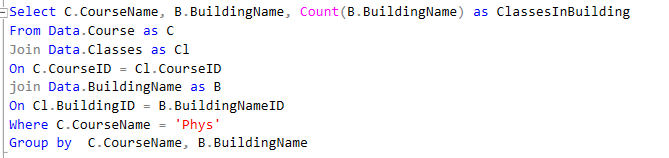 Select C.CourseName, B.BuildingName, Count(B.BuildingName) as ClassesInBuilding
From Data.Course as C
Join Data.Classes as Cl
On C.CourseID = Cl.CourseID
join Data.BuildingName as B
On Cl.BuildingID = B.BuildingNameID
Where C.CourseName = 'Phys'
Group by  C.CourseName, B.BuildingName